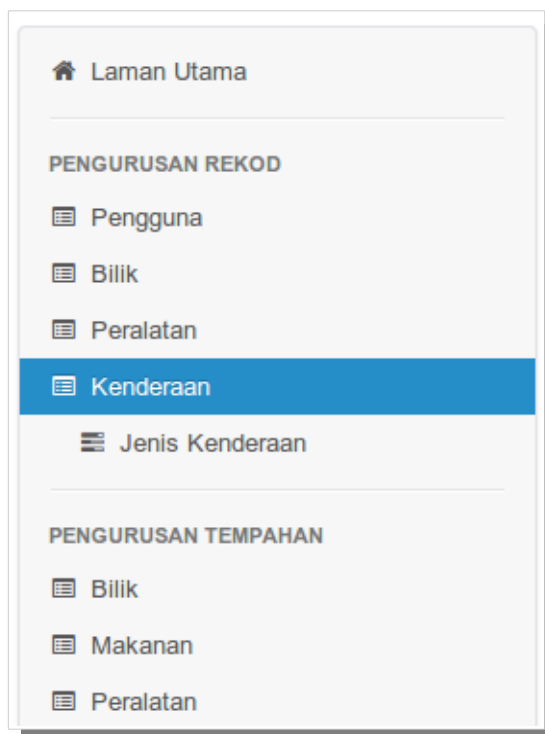 Laman Utama
PENGURUSAN REKOD
Pengguna
Bilik
Peralatan
Kenderaan
Jenis Kenderaan
PENGURUSAN TEMPAHAN
Bilik
Makanan
Peralatan